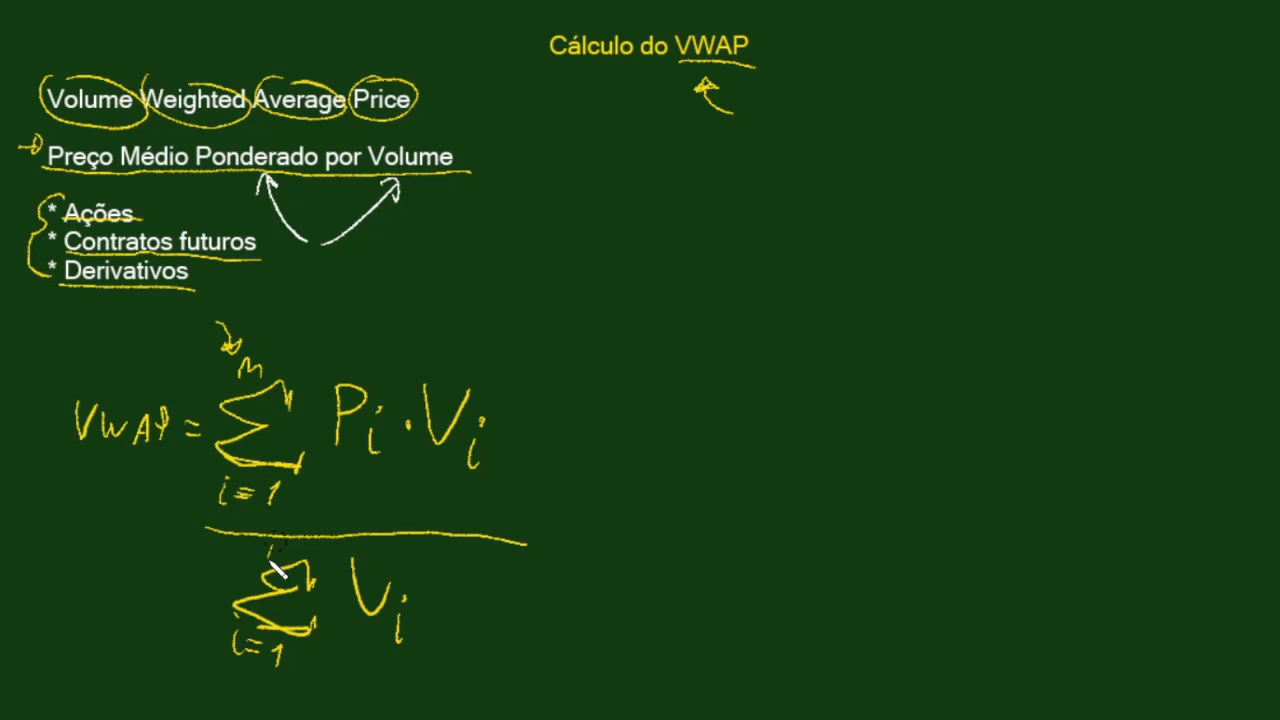 Cálculo do VWAP
Volume Weighted Average Price
Preço Médio Ponderado por Volume
* Ações
* Contratos futuros
* Derivativos
n
VWAP = ∑ Pi · Vi
i = 1
∑ Vi
i = 1